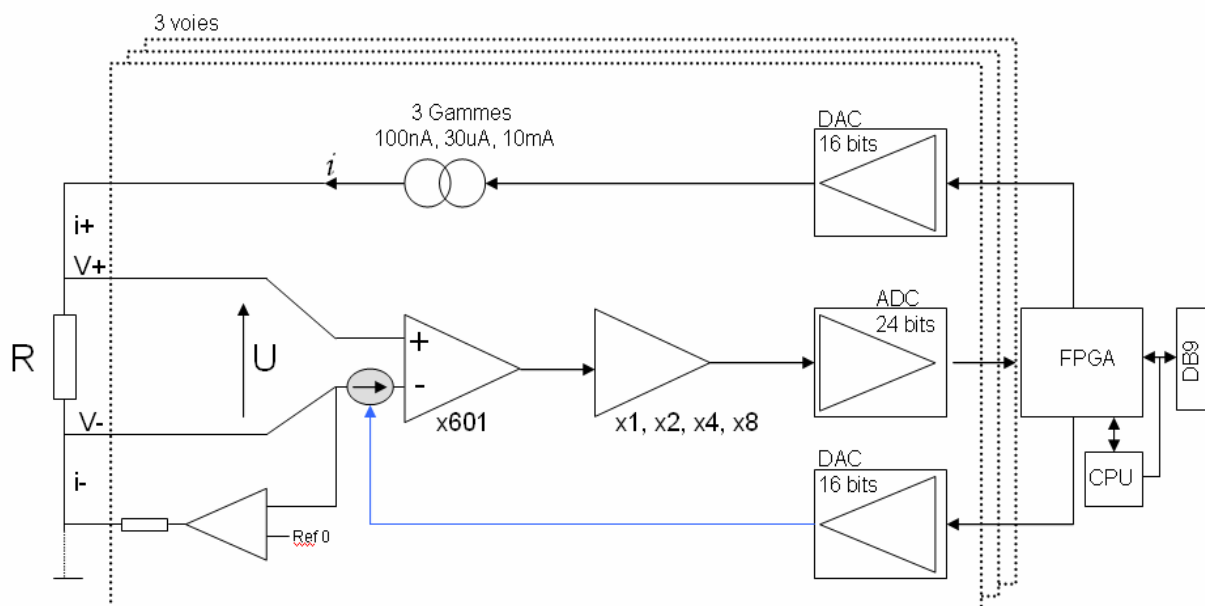 3 voies
3 Gammes
100nA, 30uA, 10mA
DAC
16 bits
i
i+
V+
ADC
24 bits
R
U
+
-
FPGA
DB9
x601
x1, x2, x4, x8
V-
DAC
16 bits
CPU
i-
Ref 0